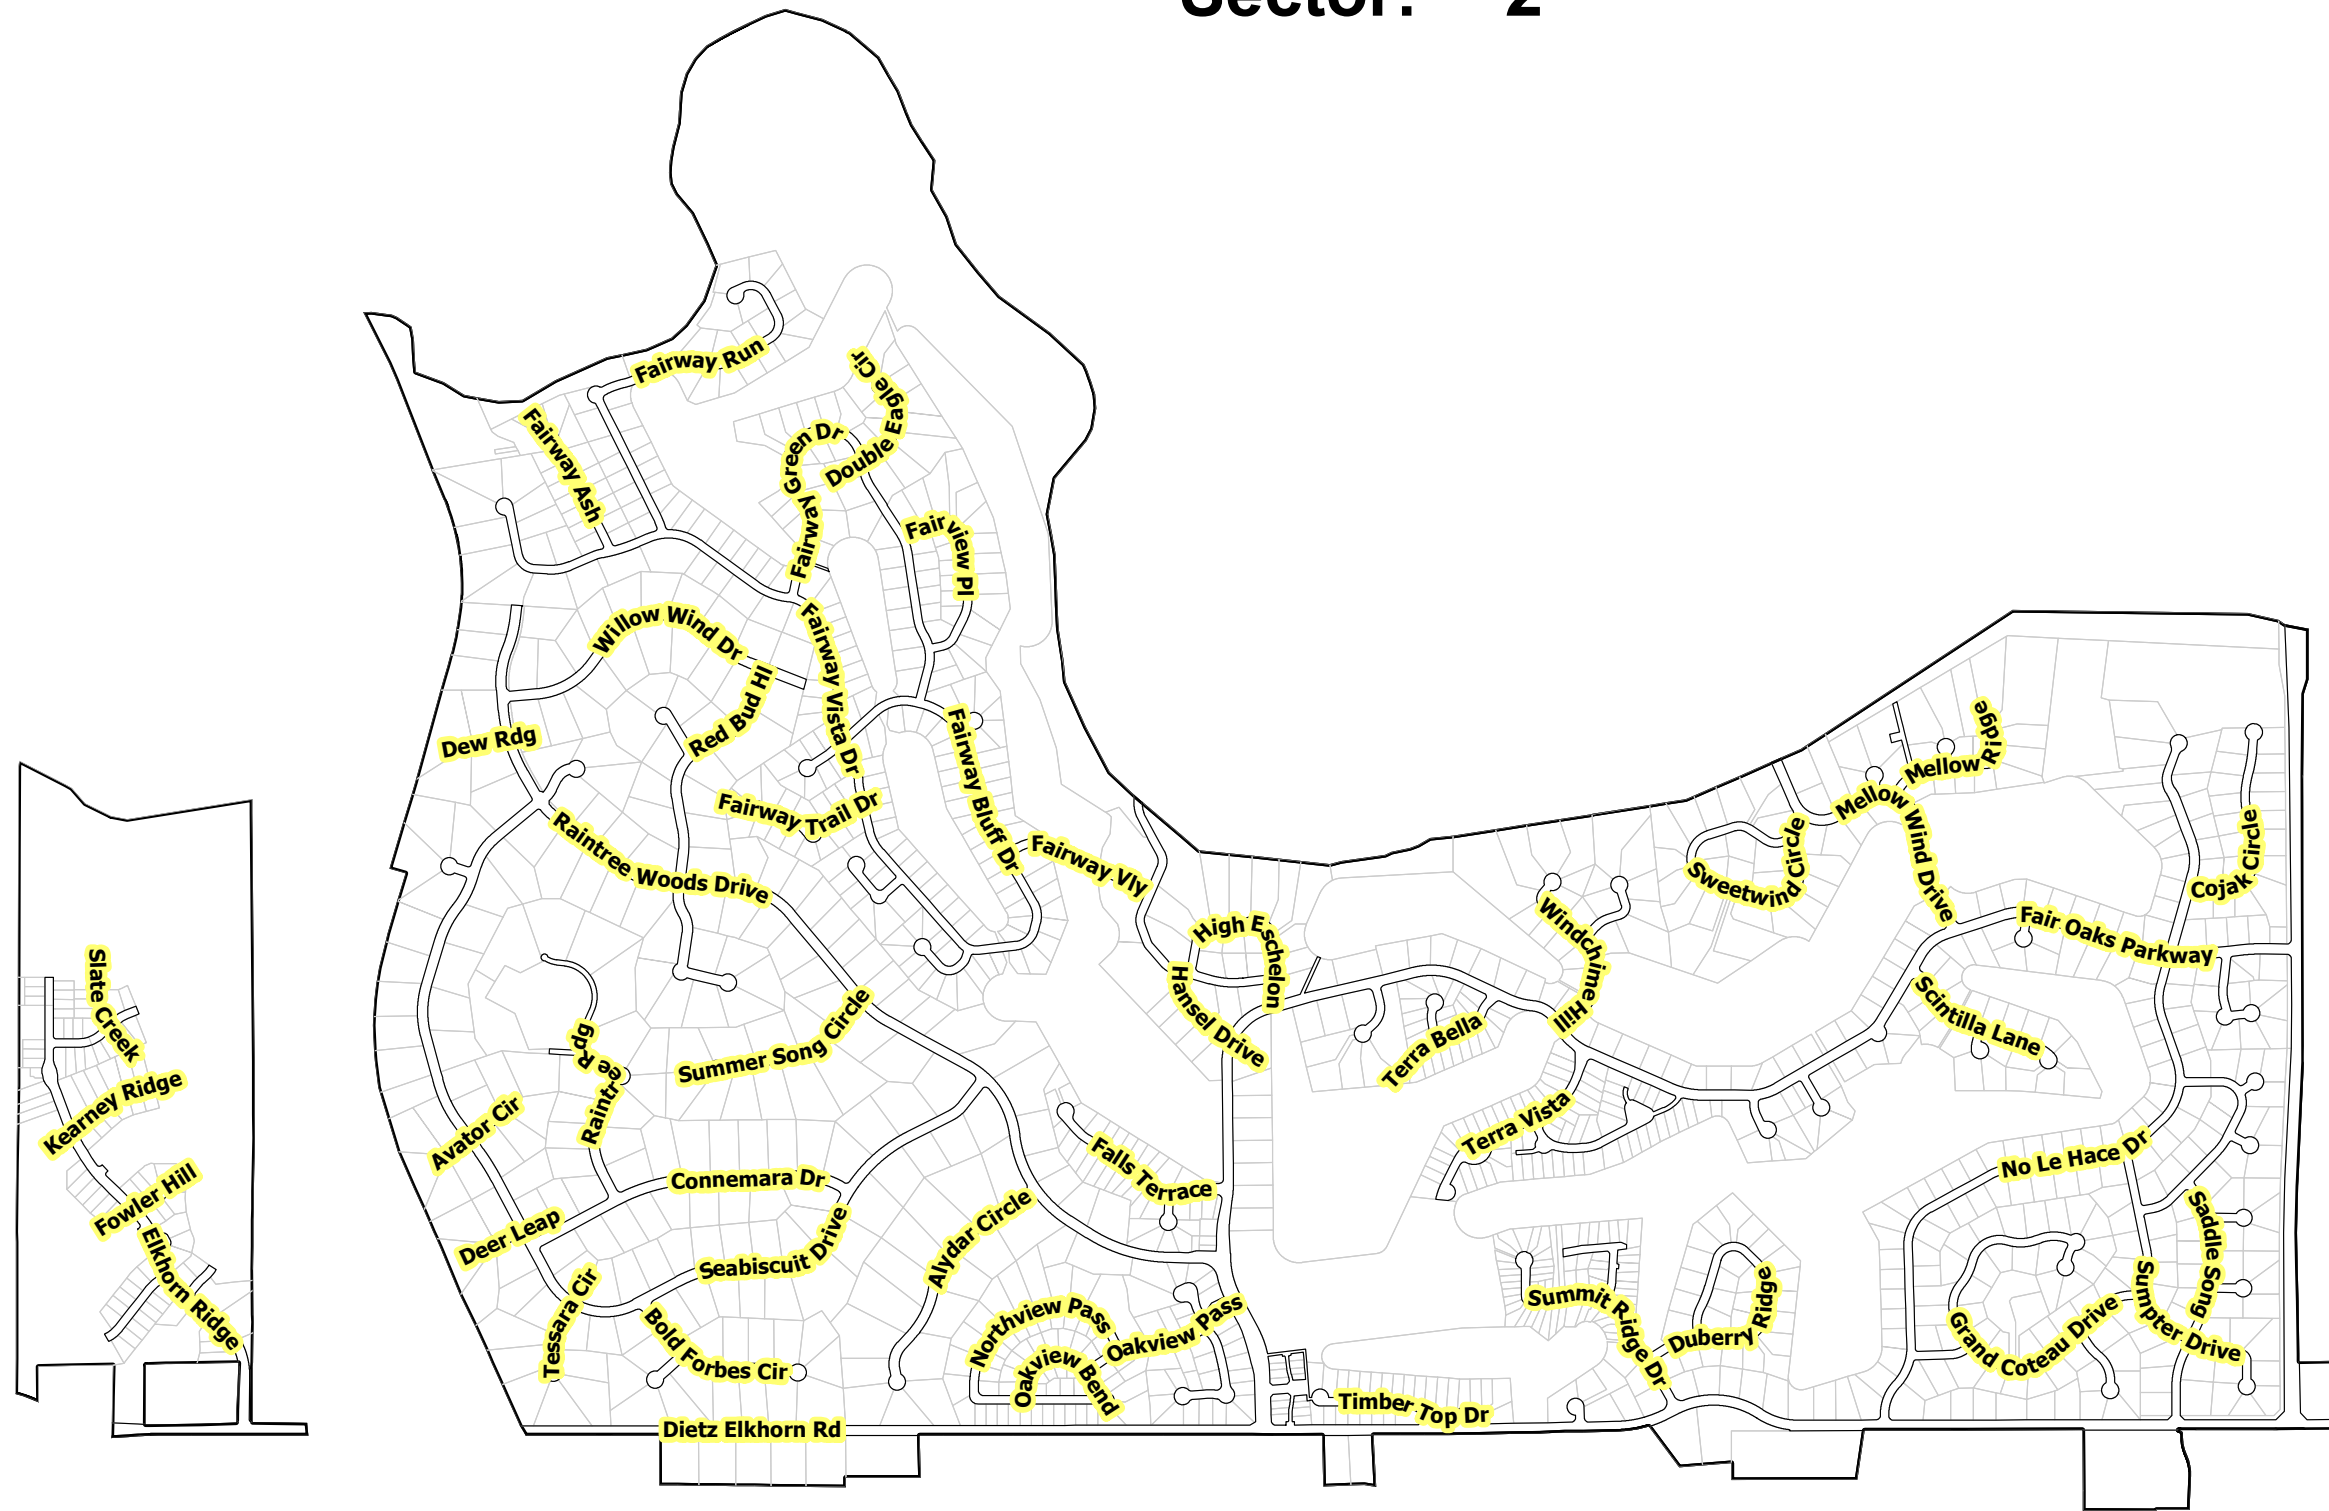 Sector: 2
Fairway Run
Double Eagle Cir
Fairway Ash
Fairway Green Dr
Fairview Pl
Willow Wind Dr
Fairway Vista Dr
Red Bud Hl
Dew Rdg
Fairway Bluff Dr
Mellow Ridge
Fairway Trail Dr
Mellow Wind Drive
Raintree Woods Drive
Fairway Vly
Sweetwind Circle
Cojak Circle
High Eschelon
Windchime Hill
Fair Oaks Parkway
Slate Creek
Hansel Drive
Scintilla Lane
Summer Song Circle
Terra Bella
Raintree Rdg
Kearney Ridge
Avator Cir
Terra Vista
Falls Terrace
No Le Hace Dr
Connemara Dr
Fowler Hill
Deer Leap
Alydar Circle
Saddle Song
Seabiscuit Drive
Elkhorn Ridge
Tessara Cir
Northview Pass
Oakview Pass
Summit Ridge Dr
Duberry Ridge
Grand Coteau Drive
Sumpter Drive
Bold Forbes Cir
Oakview Bend
Timber Top Dr
Dietz Elkhorn Rd